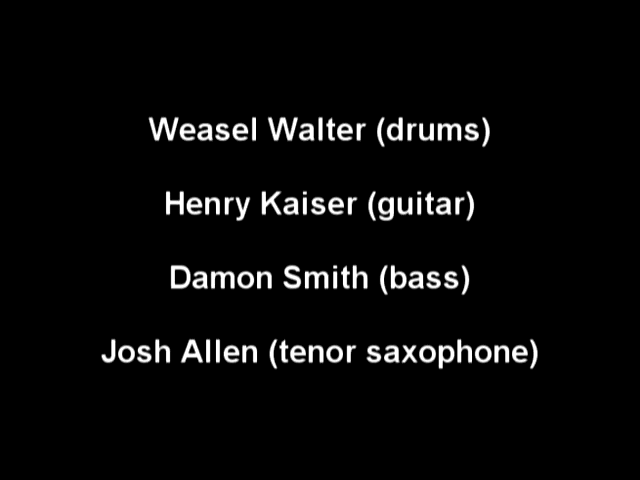 Weasel Walter (drums)
Henry Kaiser (guitar)
Damon Smith (bass)
Josh Allen (tenor saxophone)